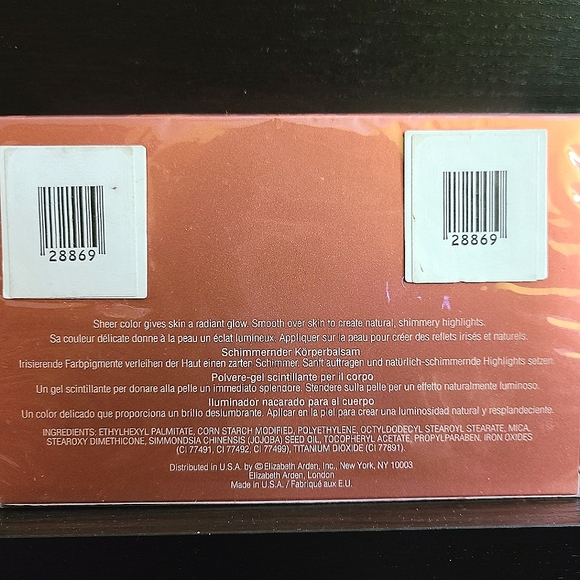 28869
28869
Sheer color gives skin a radiant glow. Smooth over skin to create natural, shimmery highlights.
Sa couleur délicate donne à la peau un éclat lumineux. Appliquer sur la peau pour créer des reflets irisés et naturels.
Schimmernder Körperbalsam
Irisierende Farbpigmente verleihen der Haut einen zarten Schimmer. Sanft auftragen und natürlich-schimmernde Highlights setzen
Polvere-gel scintillante per il corpo
Un gel scintillante per donare alla pelle un immediato splendore. Stendere sulla pelle per un effetto naturalmente luminoso.
Iluminador nacarado para el cuerpo
Un color delicado que proporciona un brillo deslumbrante. Aplicar en la piel para crear una luminosidad natural y resplandeciente.
INGREDIENTS: ETHYLHEXYL PALMITATE, CORN STARCH MODIFIED, POLYETHYLENE, OCTYLDODECYL STEAROYL STEARATE, MICA,
STEAROXY DIMETHICONE, SIMMONDSIA CHINENSIS (JOJOBA) SEED OIL, TOCOPHERYL ACETATE, PROPYLPARABEN, IRON OXIDES
(CI 77491, CI 77492, CI 77499), TITANIUM DIOXIDE (CI 77891).
Distributed in U.S.A. by © Elizabeth Arden, Inc., New York, NY 10003
Elizabeth Arden, London
Made in U.S.A. / Fabriqué aux E.U.